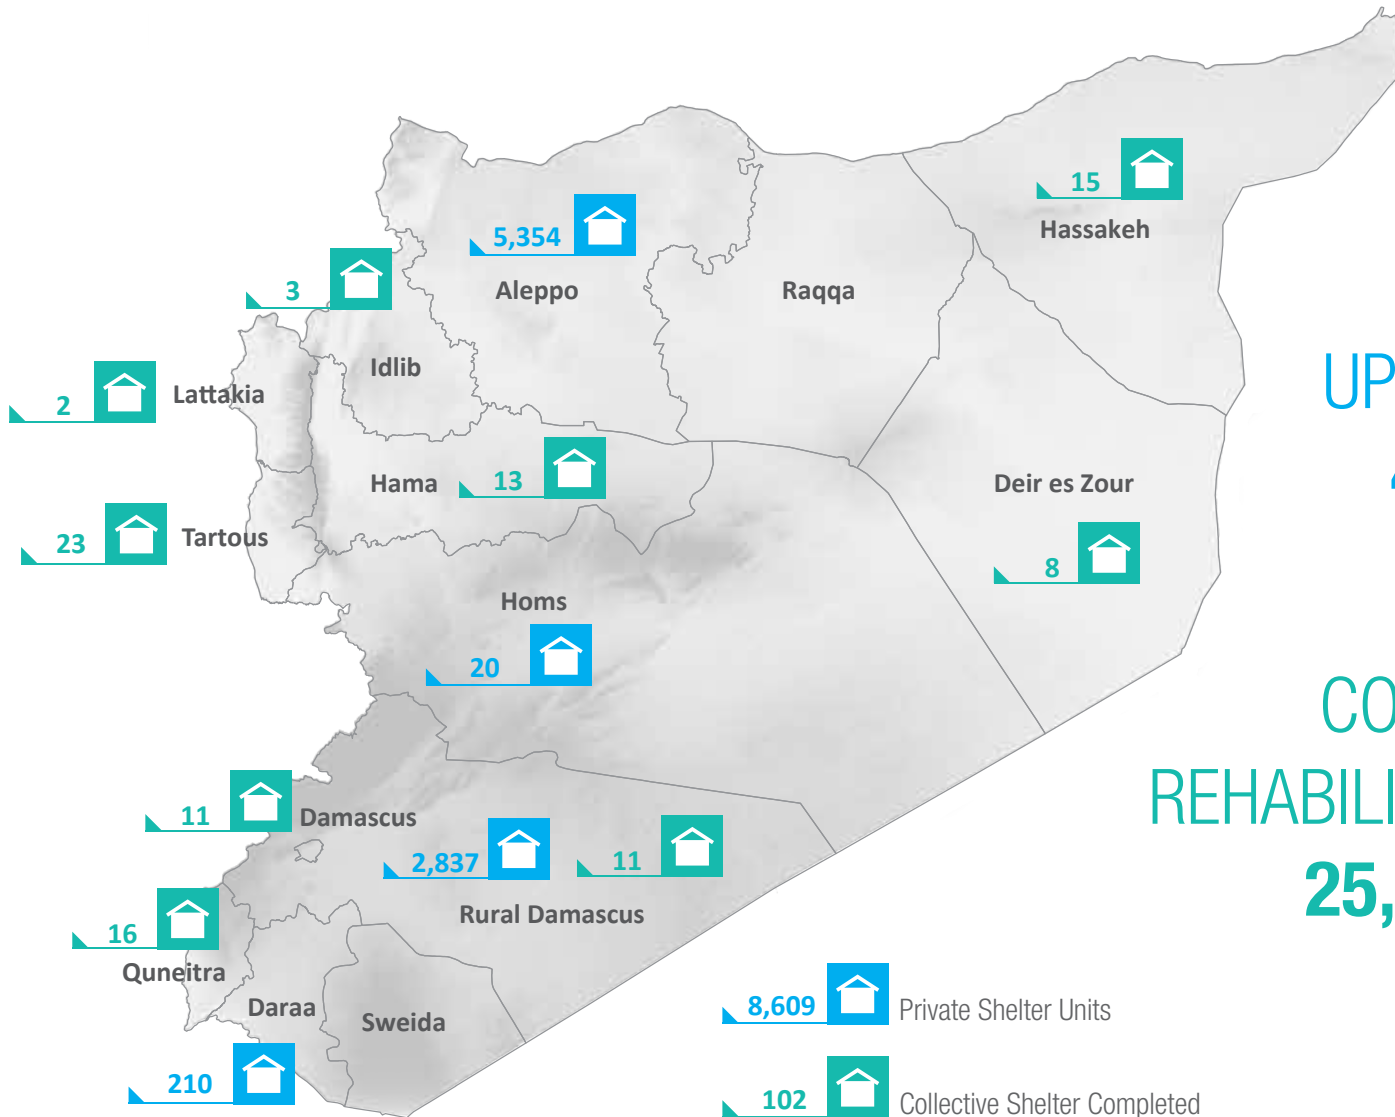 15
Hassakeh
5,354
Aleppo
Raqqa
3
Idlib
2
Lattakia
UP
Hama
13
Deir es Zour
23
Tartous
8
Homs
20
CO
REHABILI
25,
11
Damascus
2,837
11
Rural Damascus
16
Quneitra
Daraa
Sweida
210
8,609 Private Shelter Units
102 Collective Shelter Completed